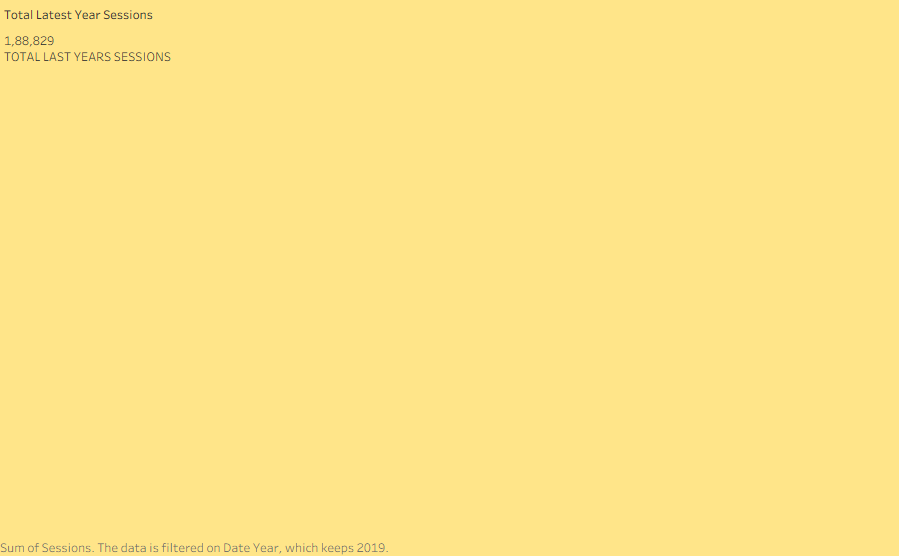 Total Latest Year Sessions
1,88,829
TOTAL LAST YEARS SESSIONS
Sum of Sessions. The data is filtered on Date Year, which keeps 2019.